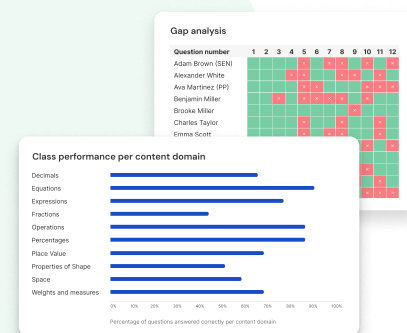 Gap analysis
Question number 1 2 3 4 5 6 7 8 9 10 11 12
Adam Brown (SEN)
Alexander White
Ava Martinez (PP)
Benjamin Miller
Brooke Miller
Charles Taylor
Emma Scott
Class performance per content domain
Decimals
Equations
Expressions
Fractions
Operations
Percentages
Place Value
Properties of Shape
Space
Weights and measures
0% 10% 20% 30% 40% 50% 60% 70% 80% 90% 100%
Percentage of questions answered correctly per content domain